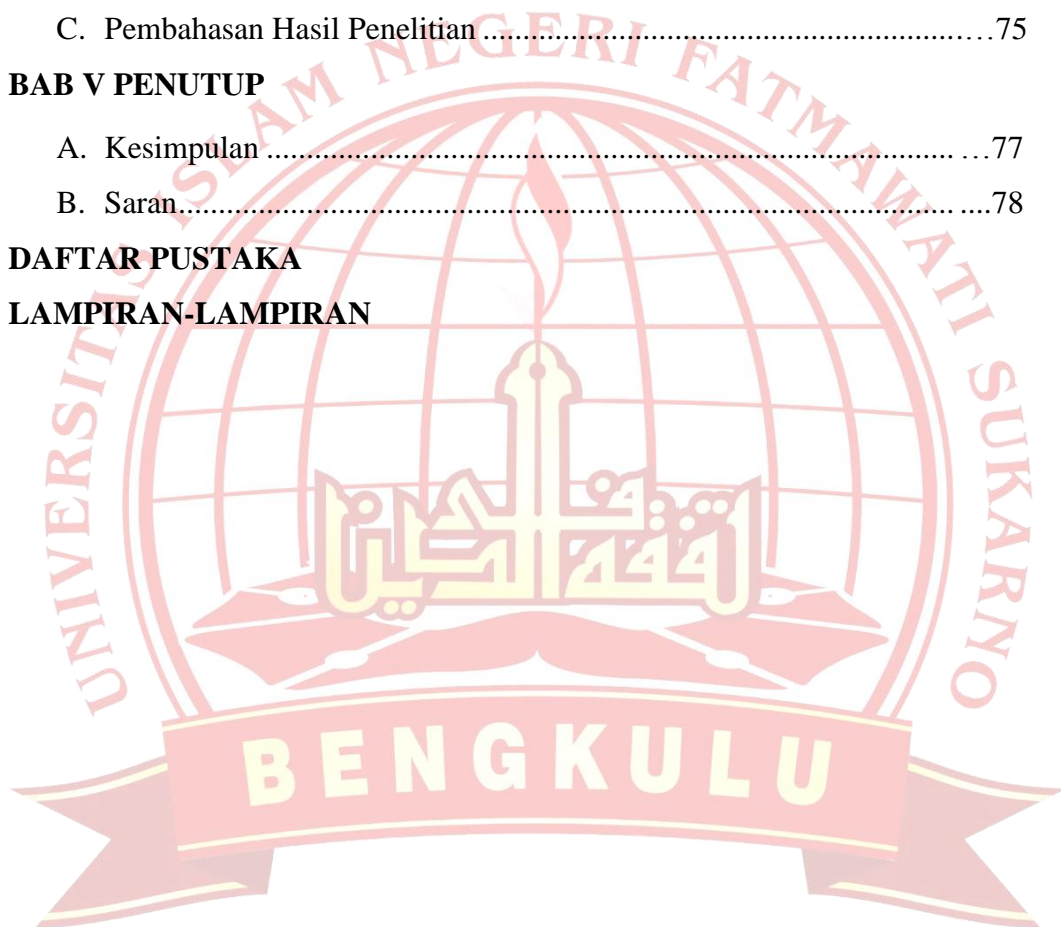 C. Pembahasan Hasil Penelitian ................................................................75
BAB V PENUTUP
A. Kesimpulan ............................................................................................77
B. Saran ........................................................................................................78
DAFTAR PUSTAKA
LAMPIRAN-LAMPIRAN
UNIVERSITAS ISLAM NEGERI FATMAWATI SUKARNO
BENGKULU